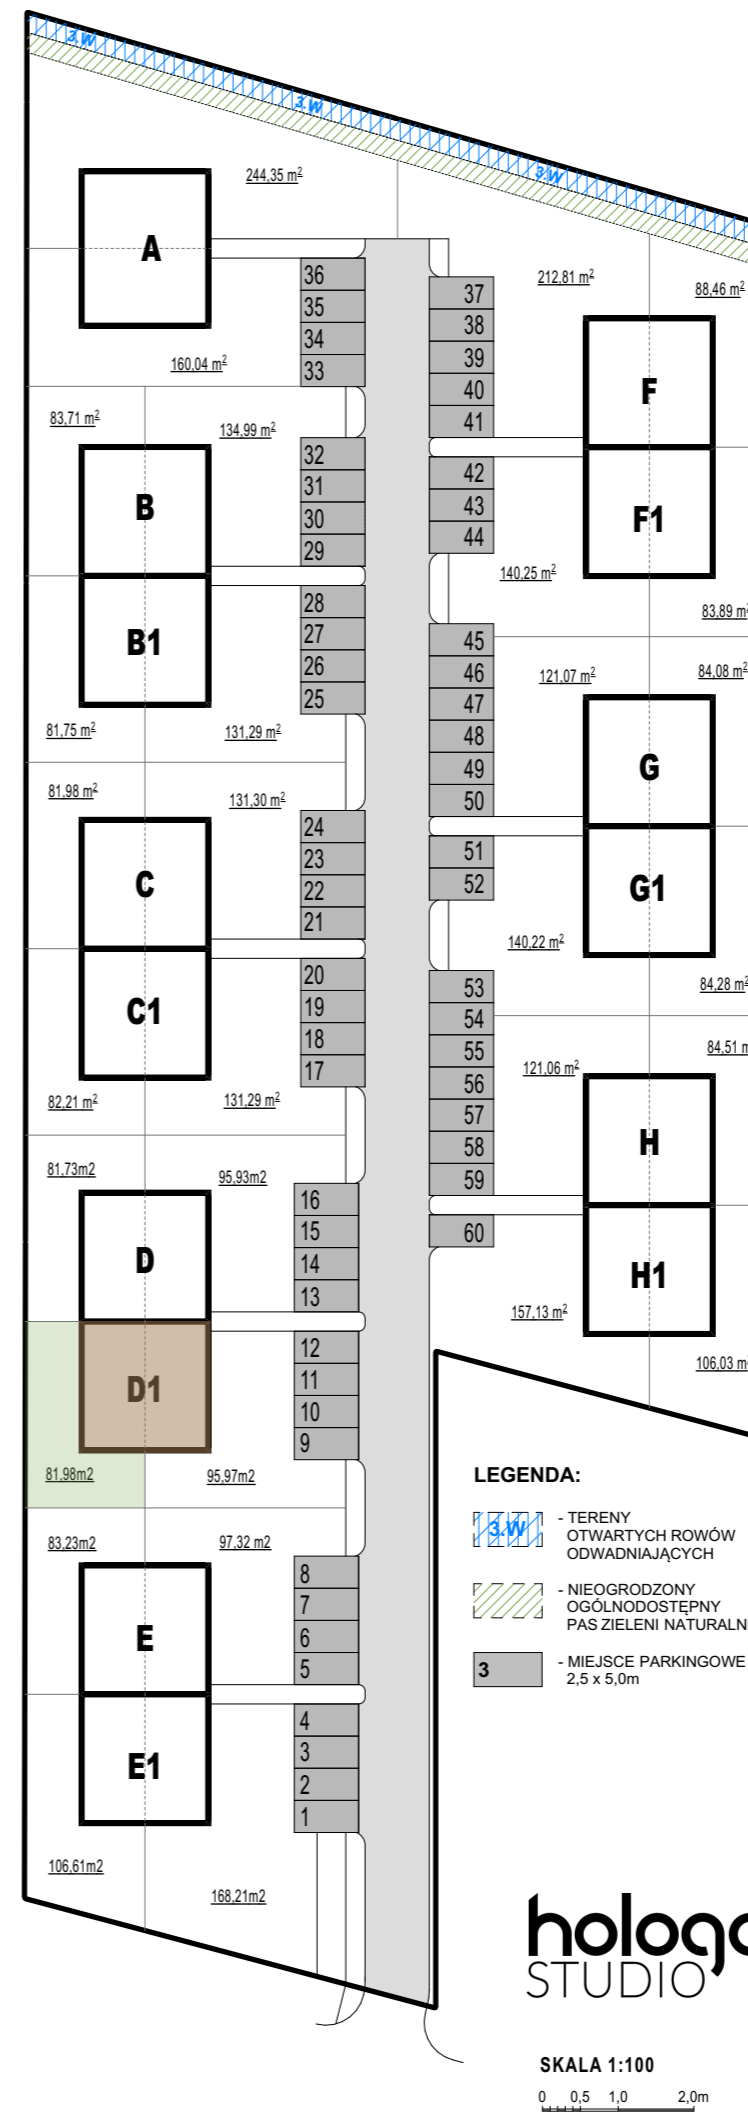 3.W
3.W
3.W
244,35 m²
A
160,04 m²
83,71 m²
134,99 m²
B
B1
81,75 m²
131,29 m²
81,98 m²
131,30 m²
C
C1
82,21 m²
131,29 m²
81,73m2
95,93m2
D
D1
81,98m2
95,97m2
83,23m2
97,32 m2
E
E1
106,61m2
168,21m2
36
35
34
33
32
31
30
29
28
27
26
25
24
23
22
21
20
19
18
17
16
15
14
13
12
11
10
9
8
7
6
5
4
3
2
1
37
38
39
40
41
42
43
44
45
46
47
48
49
50
51
52
53
54
55
56
57
58
59
60
212,81 m²
88,46 m²
F
F1
140,25 m²
83,89 m²
121,07 m²
84,08 m²
G
G1
140,22 m²
84,28 m²
84,51 m
121,06 m²
H
H1
157,13 m²
106,03 m
LEGENDA:
3.W
- TERENY
OTWARTYCH ROWÓW
ODWADNIAJĄCYCH
- NIEOGRODZONY
OGÓLNODOSTĘPNY
PAS ZIELENI NATURALN
3
- MIEJSCE PARKINGOWE
2,5 x 5,0m
holog
STUDIO
SKALA 1:100
0 0,5 1,0 2,0m